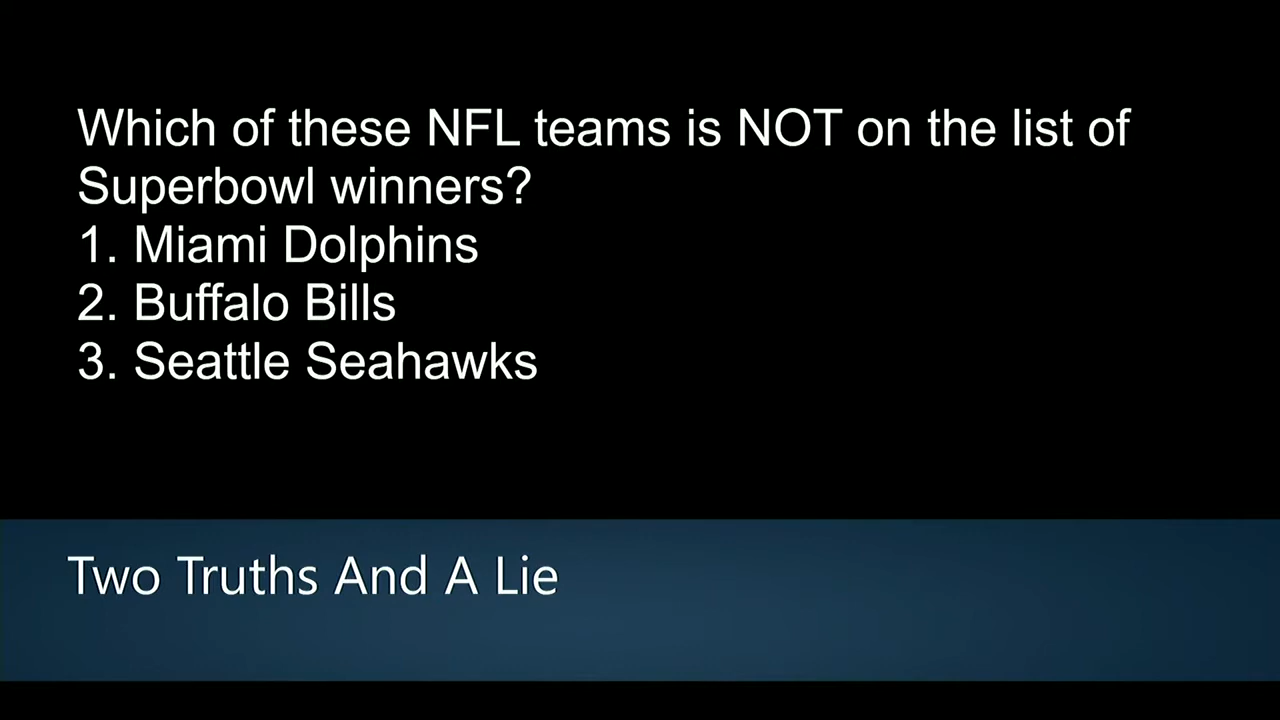 Which of these NFL teams is NOT on the list of
Superbowl winners?
1. Miami Dolphins
2. Buffalo Bills
3. Seattle Seahawks
Two Truths And A Lie